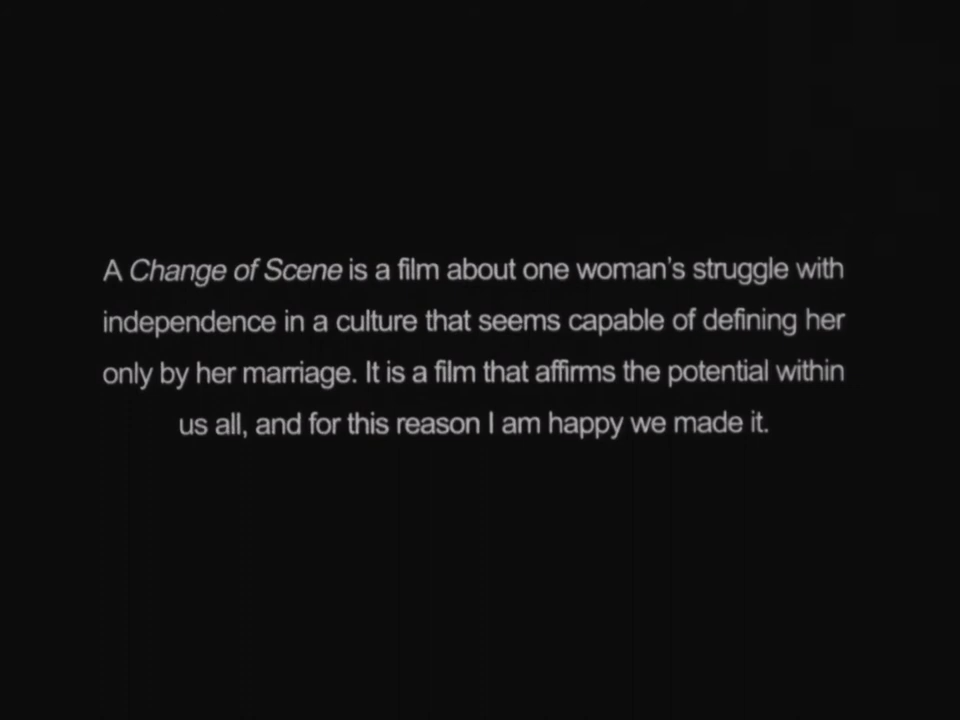 A Change of Scene is a film about one woman's struggle with
independence in a culture that seems capable of defining her
only by her marriage. It is a film that affirms the potential within
us all, and for this reason I am happy we made it.